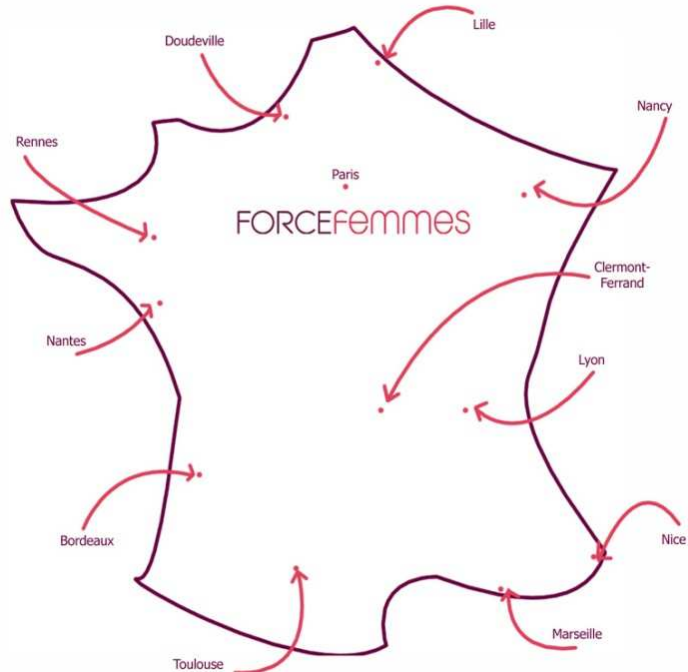 Lille
Doudeville
Nancy
Rennes
Paris
FORCEFemmes
Clermont-
Ferrand
Nantes
Lyon
Bordeaux
Nice
Marseille
Toulouse